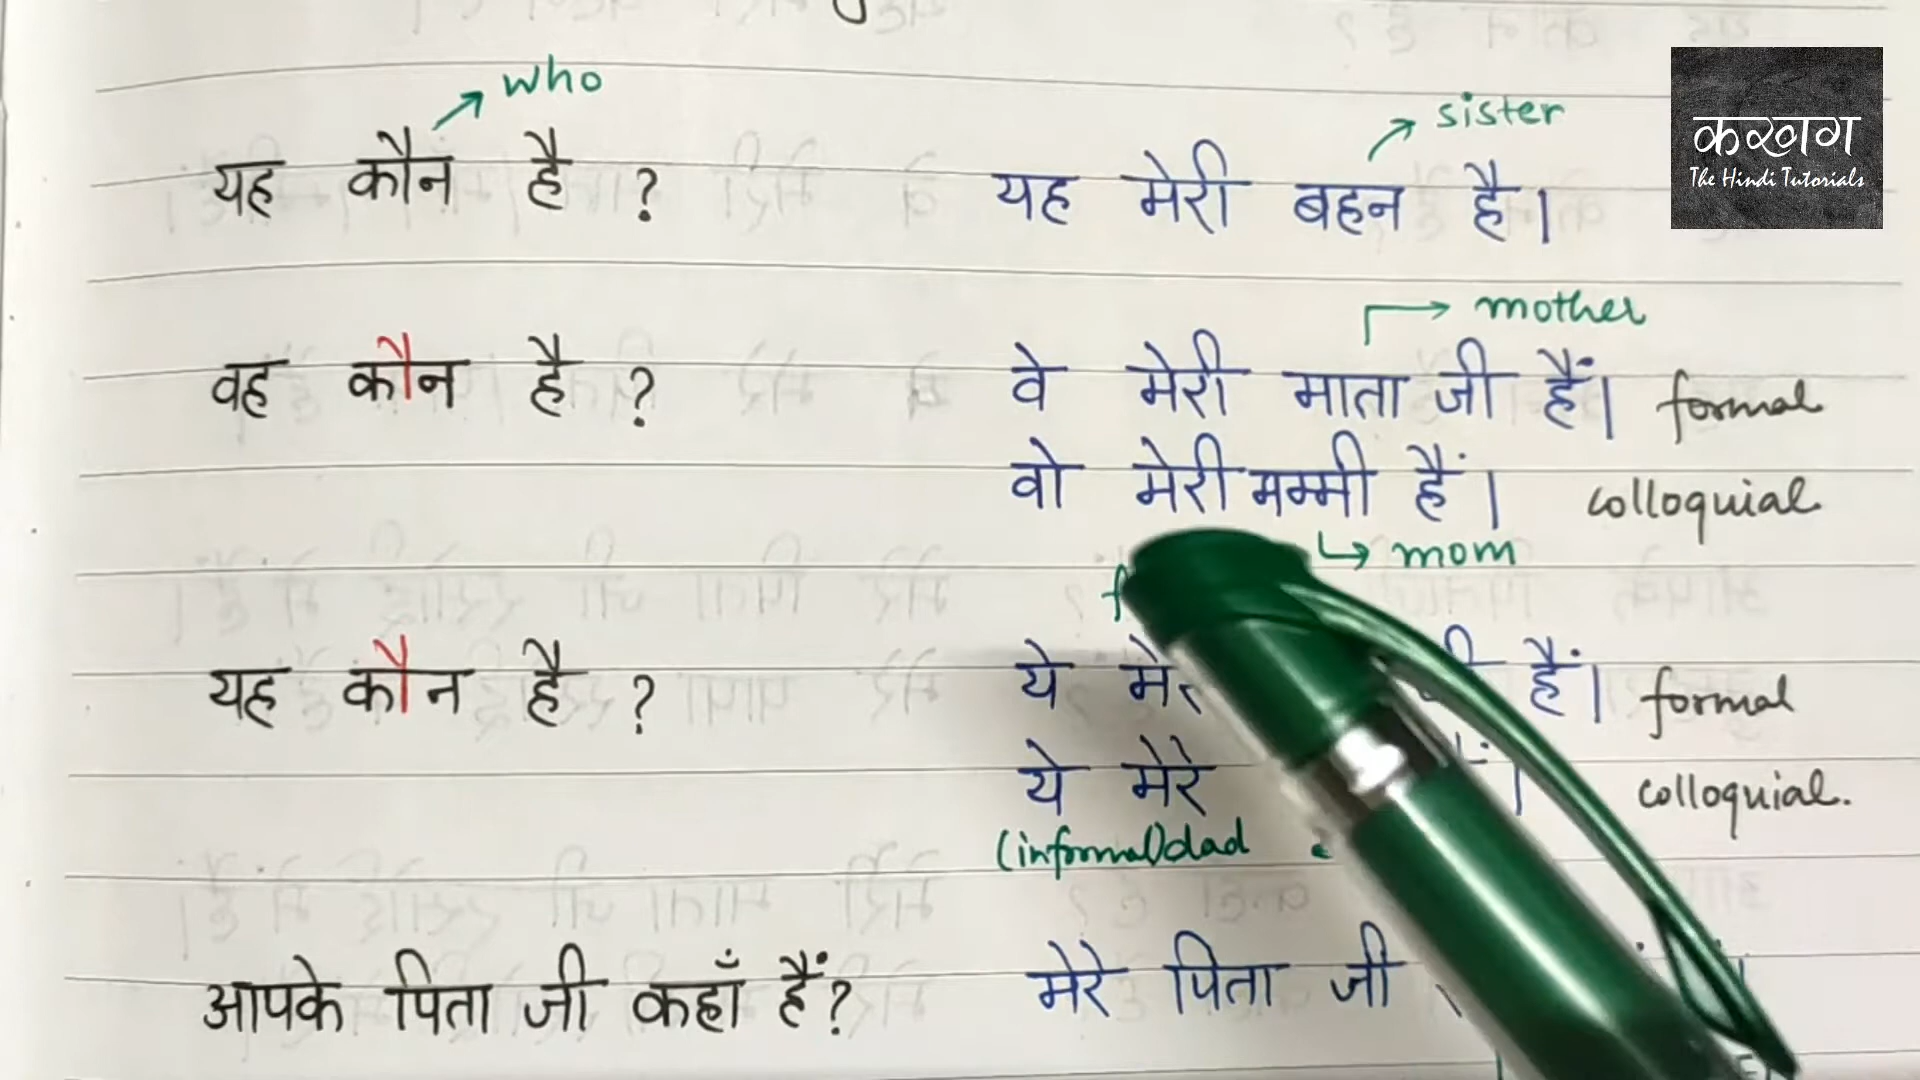 who
sister
कखगग
The Hindi Tutorials
यह कौन है ? यह मेरी बहन है।
mother
वह कौन है ? वे मेरी माता जी हैं। formal
वो मेरी मम्मी हैं। colloquial
mom
यह कौन है ? ये हैं। formal
ये मेरे colloquial.
(informal) dad
आपके पिता जी कहाँ हैं? मेरे पिता जी